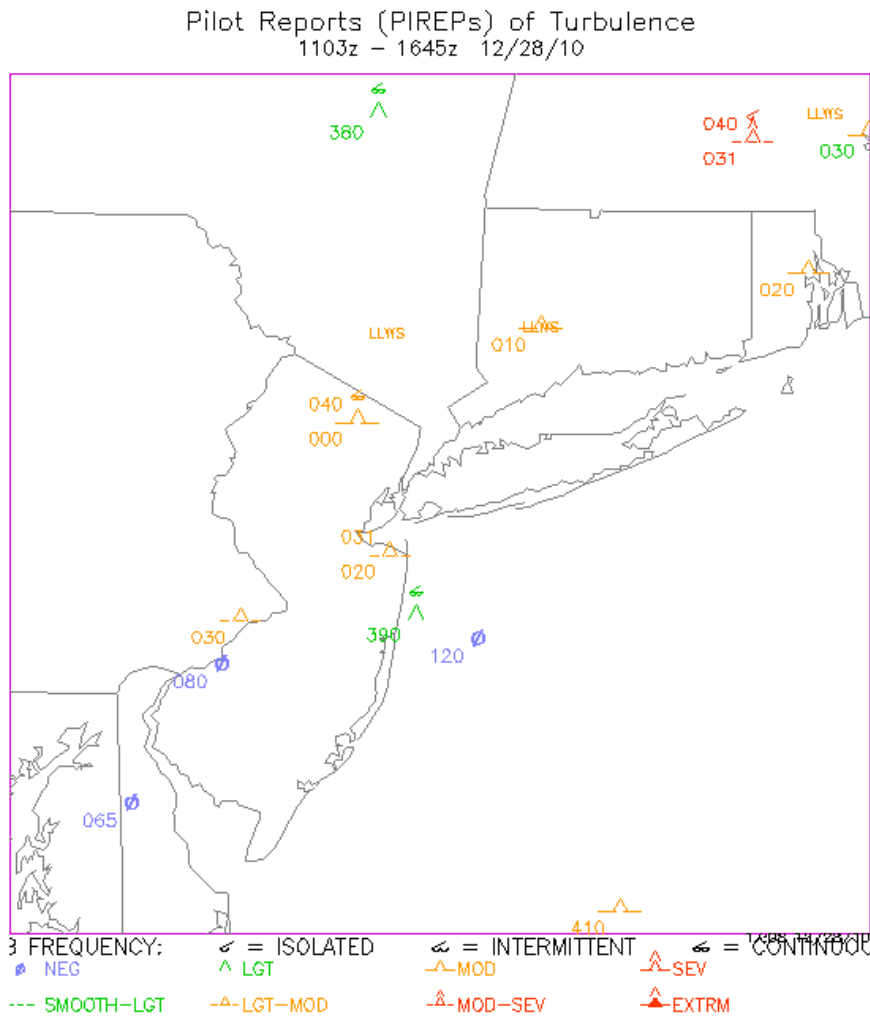 Pilot Reports (PIREPs) of Turbulence
1103z - 1645z 12/28/10
380
040
031
LLWS
030
020
LLWS
LLWS
010
040
000
031
020
390
030
120
080
065
410
FREQUENCY: = ISOLATED = INTERMITTENT = CONTINUOU
NEG LGT MOD SEV
SMOOTH-LGT LGT-MOD MOD-SEV EXTRM